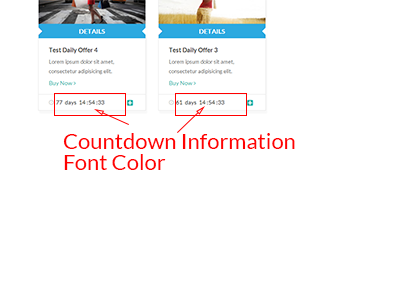 DETAILS DETAILS
Test Daily Offer 4 Test Daily Offer 3
Lorem ipsum dolor sit amet, Lorem ipsum dolor sit amet,
consectetur adipisicing elit. consectetur adipisicing elit.
Buy Now > Buy Now >
77 days 14:54:33 61 days 14:54:33
Countdown Information
Font Color